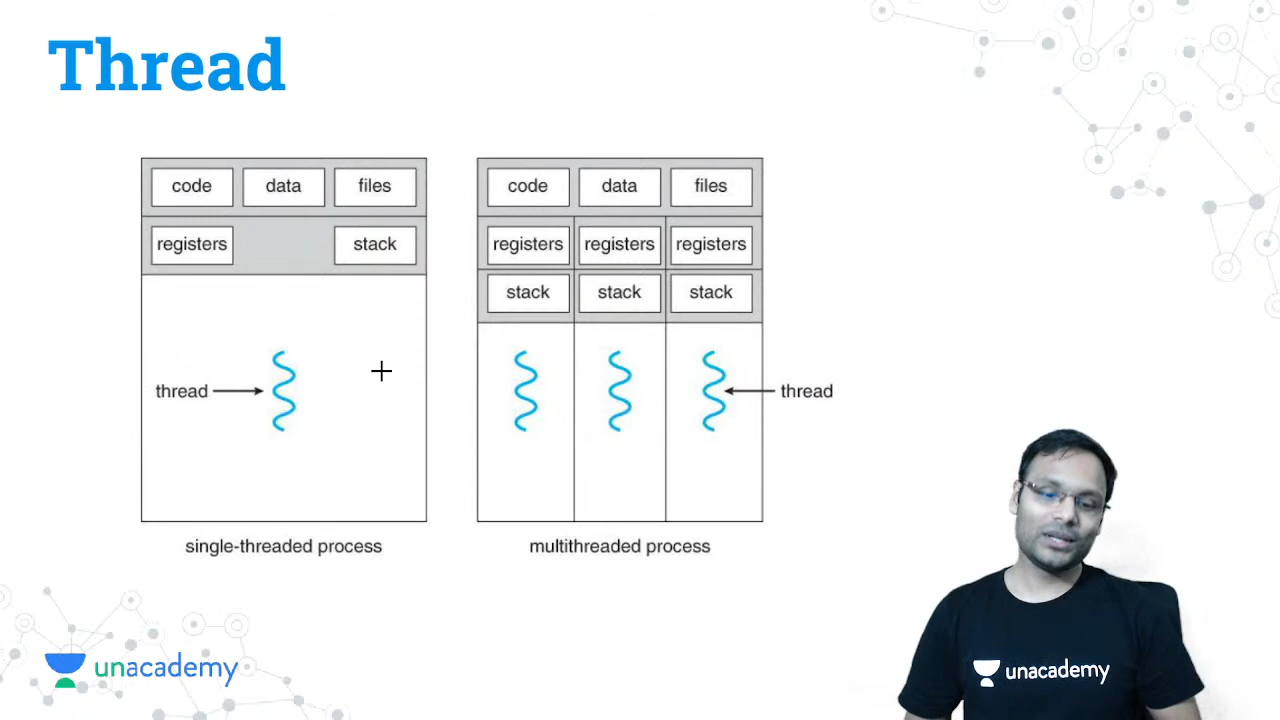 Thread
code data files
registers stack
thread
single-threaded process
code data files
registers registers registers
stack stack stack
thread
multithreaded process
unacademy
unacademy